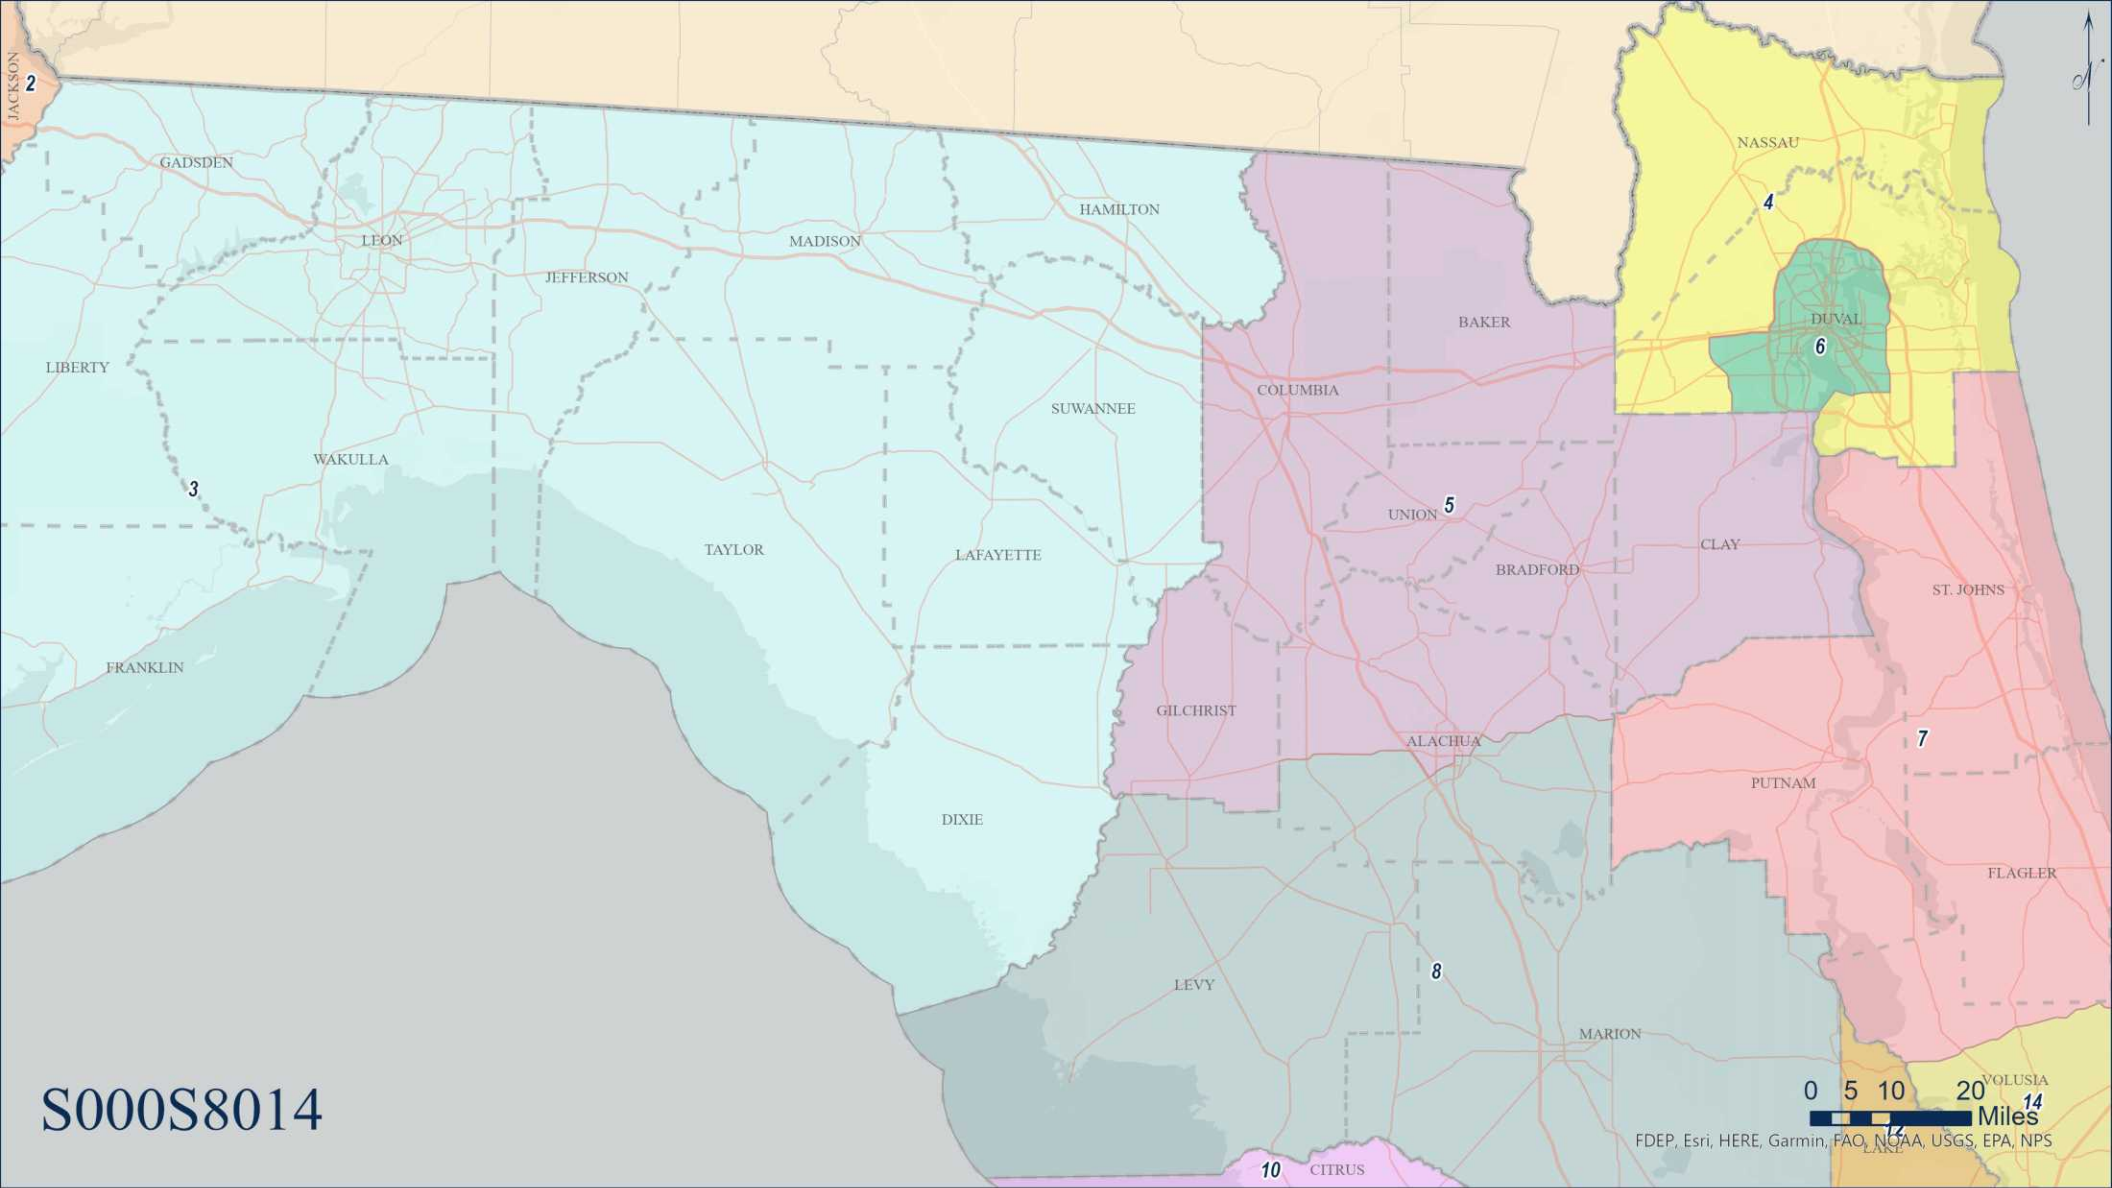 JACKSON
2
GADSDEN
LEON
JEFFERSON
MADISON
HAMILTON
NASSAU
4
N
BAKER
DUVAL
6
LIBERTY
COLUMBIA
SUWANNEE
WAKULLA
3
UNION
5
TAYLOR
LAFAYETTE
BRADFORD
CLAY
ST. JOHNS
FRANKLIN
GILCHRIST
ALACHUA
7
PUTNAM
DIXIE
FLAGLER
LEVY
8
MARION
S000S8014
0 5 10 20
Miles
VOLUSIA
14
12
FDEP, Esri, HERE, Garmin, FAO, NOAA, USGS, EPA, NPS
LAKE
10
CITRUS